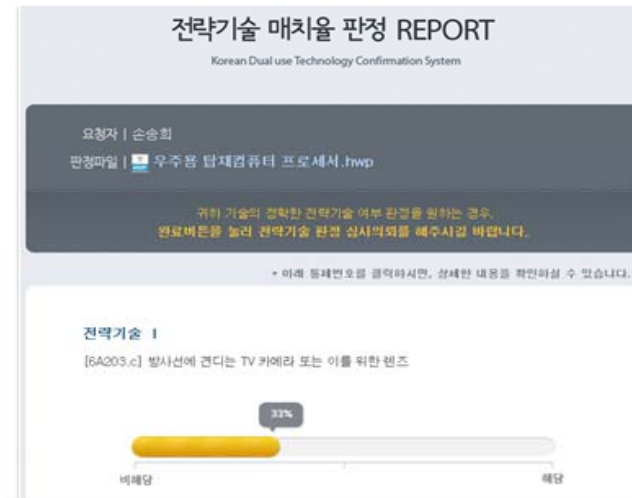 전략기술 매치율 판정 REPORT
Korean Dual use Technology Confirmation System
요청자 | 손송희
판정파일 | 우주용 탑재컴퓨터 프로세서.hwp
귀하 기술의 정확한 전략기술 여부 판정을 원하는 경우,
완료버튼을 눌러 전략기술 판정 심사의뢰를 해주시길 바랍니다.
* 아래 통제번호를 클릭하시면, 상세한 내용을 확인하실 수 있습니다.
전략기술 I
[6A203.c] 방사선에 견디는 TV 카메라 또는 이를 위한 렌즈
33%
비해당 해당